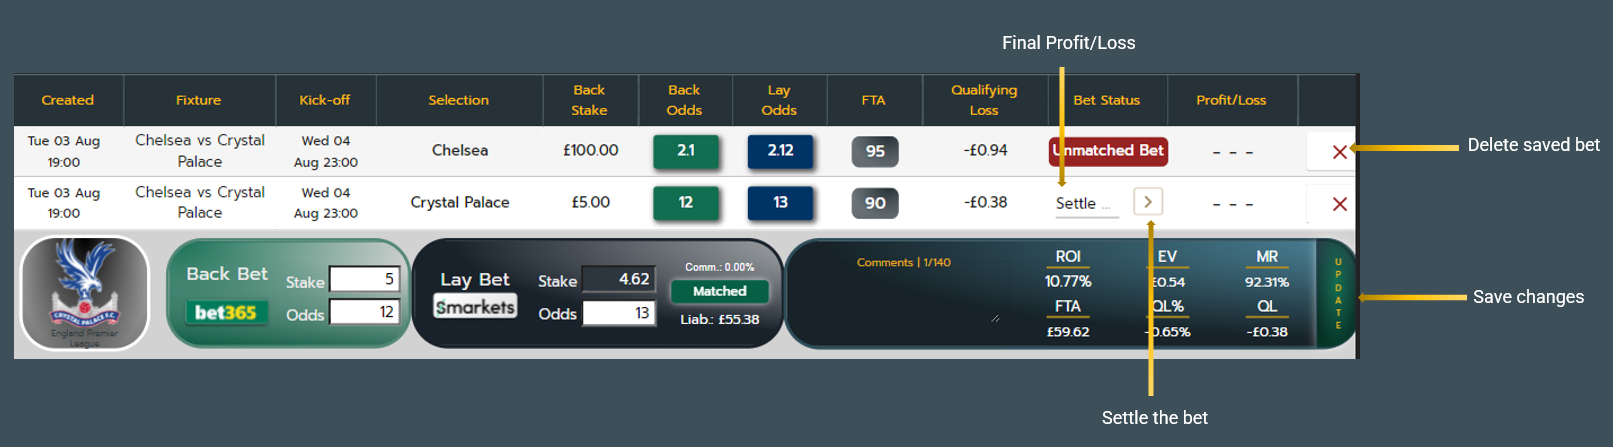 Final Profit/Loss
Created Fixture Kick-off Selection Back Stake Back Odds Lay Odds FTA Qualifying Loss Bet Status Profit/Loss
Tue 03 Aug 19:00 Chelsea vs Crystal Palace Wed 04 Aug 23:00 Chelsea £100.00 2.1 2.12 95 -£0.94 Unmatched Bet - - -
Delete saved bet
Tue 03 Aug 19:00 Chelsea vs Crystal Palace Wed 04 Aug 23:00 Crystal Palace £5.00 12 13 90 -£0.38 Settle ... - - -
CRYSTAL PALACE F.C.
England Premier
League
Back Bet
bet365
Stake 5
Odds 12
Lay Bet
Smarkets
Stake 4.62
Odds 13
Comm.: 0.00%
Matched
Liab.: £55.38
Comments | 1/140
ROI EV MR
10.77% £0.54 92.31%
FTA QL% QL
£59.62 -0.65% -£0.38
UPDATE
Save changes
Settle the bet